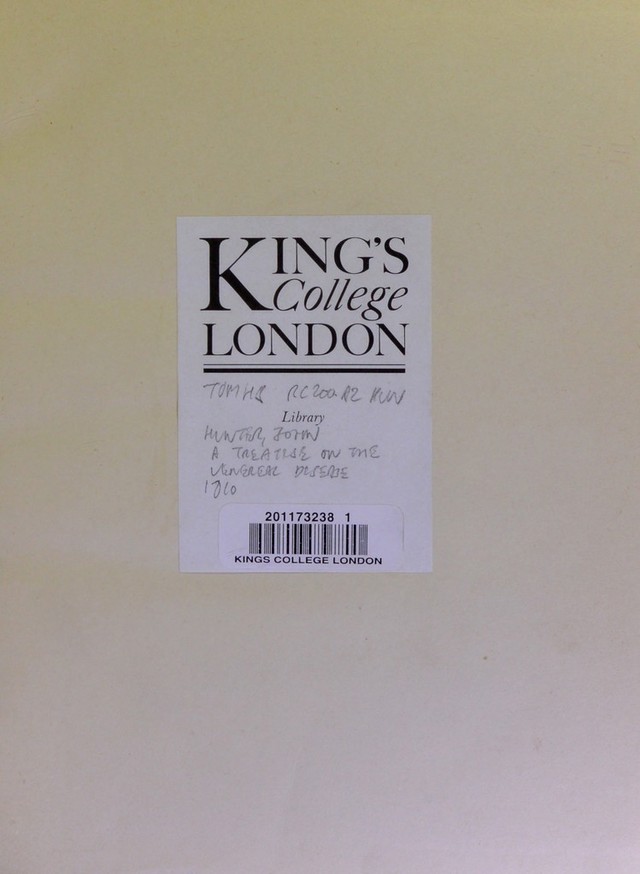 KING'S
College
LONDON
TOMHS RC200.A2 HUN
Library
HUNTER, JOHN
A TREATISE ON THE
VENEREAL DISEASE
1810
201173238 1
KINGS COLLEGE LONDON